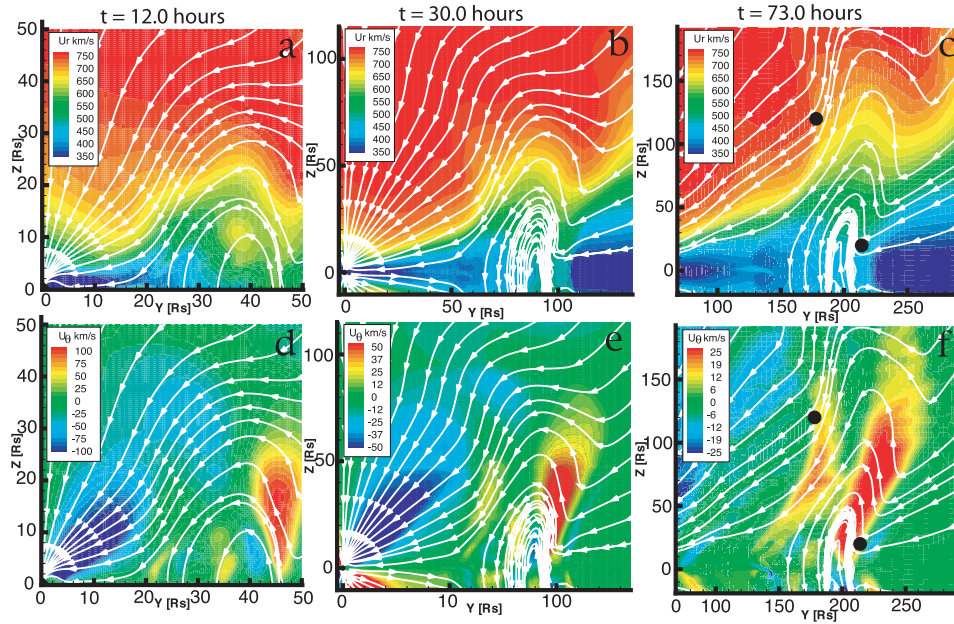 t = 12.0 hours
t = 30.0 hours
t = 73.0 hours
a
Ur km/s
750
700
650
600
550
500
450
400
350
Z [Rs]
50
40
30
20
10
0
0 10 20 30 40 50
Y [Rs]
b
Ur km/s
750
700
650
600
550
500
450
400
350
Z [Rs]
100
50
0
0 50 100
Y [Rs]
c
Ur km/s
750
700
650
600
550
500
450
400
350
Z [Rs]
150
100
50
0
100 150 200 250
Y [Rs]
d
Uθ km/s
100
75
50
25
0
-25
-50
-75
-100
Z [Rs]
50
40
30
20
10
0
0 10 20 30 40 50
Y [Rs]
e
Uθ km/s
50
37
25
12
0
-12
-25
-37
-50
Z [Rs]
100
50
0
0 10 100
Y [Rs]
f
Uθ km/s
25
19
12
6
0
-6
-12
-19
-25
Z [Rs]
150
100
50
0
0 100 150 200 250
Y [Rs]